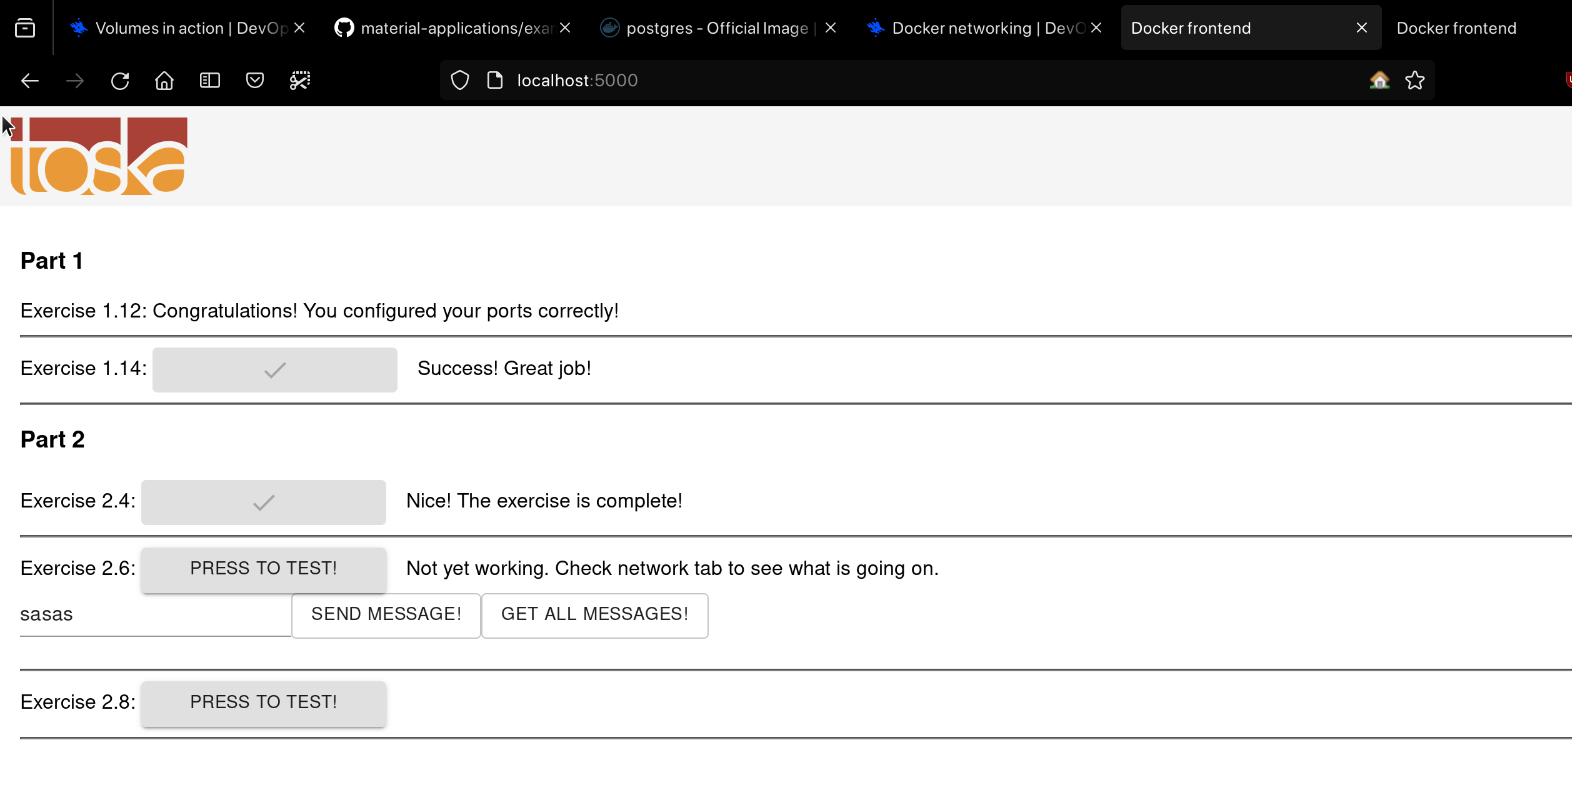 Volumes in action | DevOp
material-applications/exar
postgres - Official Image |
Docker networking | DevO
Docker frontend
Docker frontend
localhost:5000
toska
Part 1
Exercise 1.12: Congratulations! You configured your ports correctly!
Exercise 1.14: Success! Great job!
Part 2
Exercise 2.4: Nice! The exercise is complete!
Exercise 2.6: PRESS TO TEST! Not yet working. Check network tab to see what is going on.
sasas SEND MESSAGE! GET ALL MESSAGES!
Exercise 2.8: PRESS TO TEST!